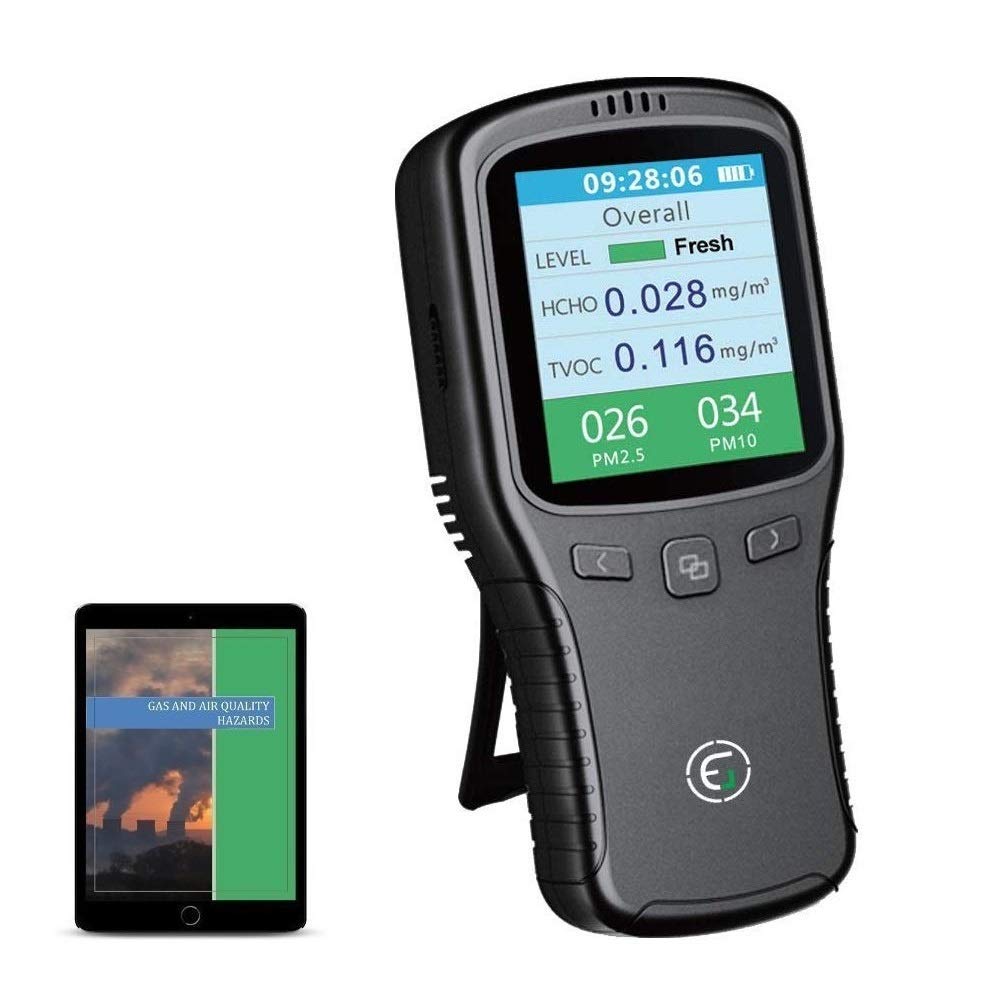 09:28:06
Overall
LEVEL Fresh
HCHO 0.028 mg/m³
TVOC 0.116 mg/m³
026 034
PM2.5 PM10
GAS AND AIR QUALITY
HAZARDS